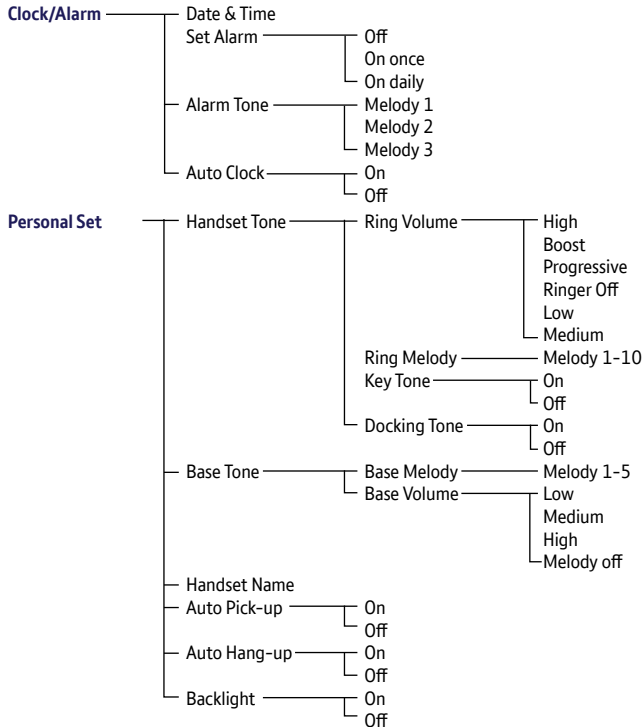 Clock/Alarm Date & Time
Set Alarm Off
On once
On daily
Alarm Tone Melody 1
Melody 2
Melody 3
Auto Clock On
Off
Personal Set Handset Tone Ring Volume High
Boost
Progressive
Ringer Off
Low
Medium
Ring Melody Melody 1-10
Key Tone On
Off
Docking Tone On
Off
Base Tone Base Melody Melody 1-5
Base Volume Low
Medium
High
Melody off
Handset Name
Auto Pick-up On
Off
Auto Hang-up On
Off
Backlight On
Off